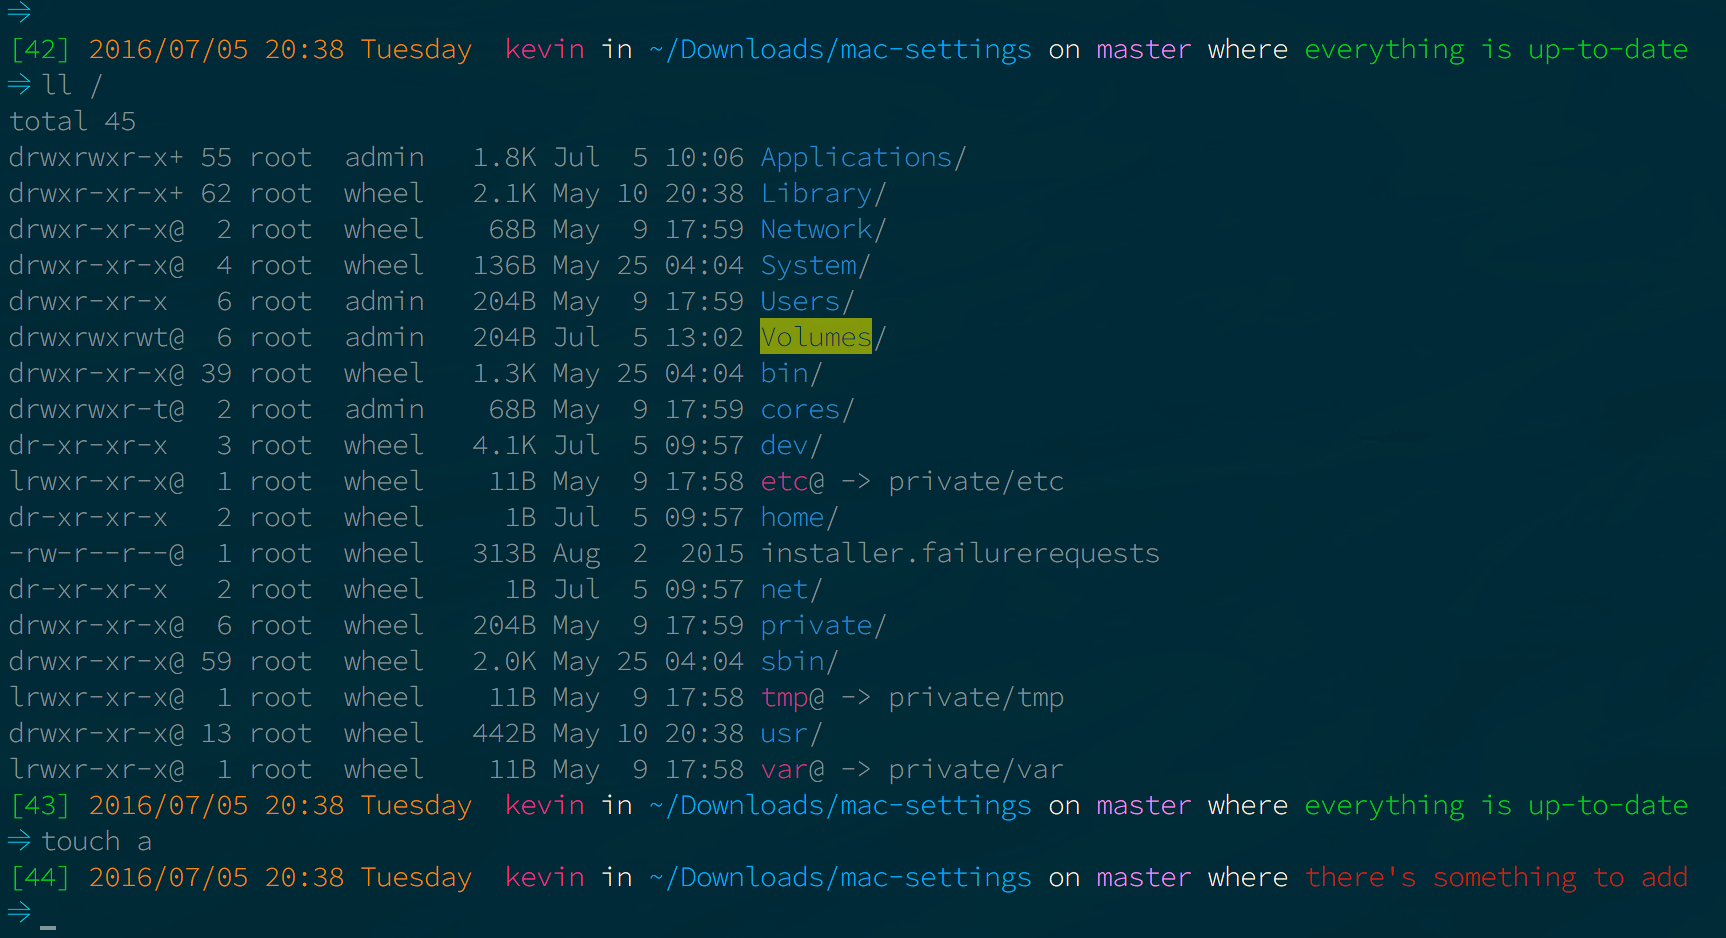 ⇒
[42] 2016/07/05 20:38 Tuesday  kevin in ~/Downloads/mac-settings on master where everything is up-to-date
⇒ ll /
total 45
drwxrwxr-x+ 55 root  admin   1.8K Jul  5 10:06 Applications/
drwxr-xr-x+ 62 root  wheel   2.1K May 10 20:38 Library/
drwxr-xr-x@  2 root  wheel    68B May  9 17:59 Network/
drwxr-xr-x@  4 root  wheel   136B May 25 04:04 System/
drwxr-xr-x   6 root  admin   204B May  9 17:59 Users/
drwxrwxrwt@  6 root  admin   204B Jul  5 13:02 Volumes/
drwxr-xr-x@ 39 root  wheel   1.3K May 25 04:04 bin/
drwxrwxr-t@  2 root  admin    68B May  9 17:59 cores/
dr-xr-xr-x   3 root  wheel   4.1K Jul  5 09:57 dev/
lrwxr-xr-x@  1 root  wheel    11B May  9 17:58 etc@ -> private/etc
dr-xr-xr-x   2 root  wheel     1B Jul  5 09:57 home/
-rw-r--r--@  1 root  wheel   313B Aug  2  2015 installer.failurerequests
dr-xr-xr-x   2 root  wheel     1B Jul  5 09:57 net/
drwxr-xr-x@  6 root  wheel   204B May  9 17:59 private/
drwxr-xr-x@ 59 root  wheel   2.0K May 25 04:04 sbin/
lrwxr-xr-x@  1 root  wheel    11B May  9 17:58 tmp@ -> private/tmp
drwxr-xr-x@ 13 root  wheel   442B May 10 20:38 usr/
lrwxr-xr-x@  1 root  wheel    11B May  9 17:58 var@ -> private/var
[43] 2016/07/05 20:38 Tuesday  kevin in ~/Downloads/mac-settings on master where everything is up-to-date
⇒ touch a
[44] 2016/07/05 20:38 Tuesday  kevin in ~/Downloads/mac-settings on master where there's something to add
⇒ _